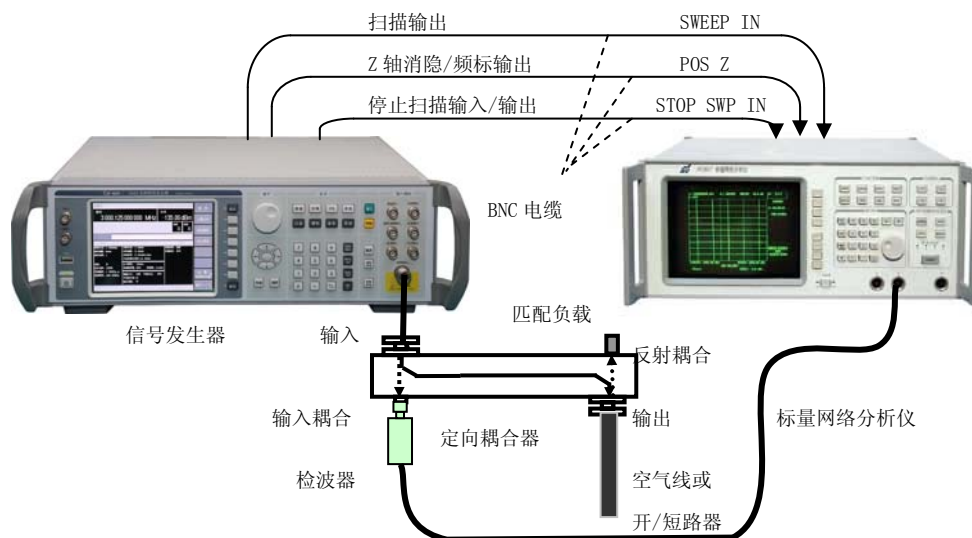 扫描输出 SWEEP IN
Z 轴消隐/频标输出 POS Z
停止扫描输入/输出 STOP SWP IN
BNC 电缆
信号发生器
输入
匹配负载
反射耦合
输入耦合
定向耦合器
输出
标量网络分析仪
检波器
空气线或
开/短路器